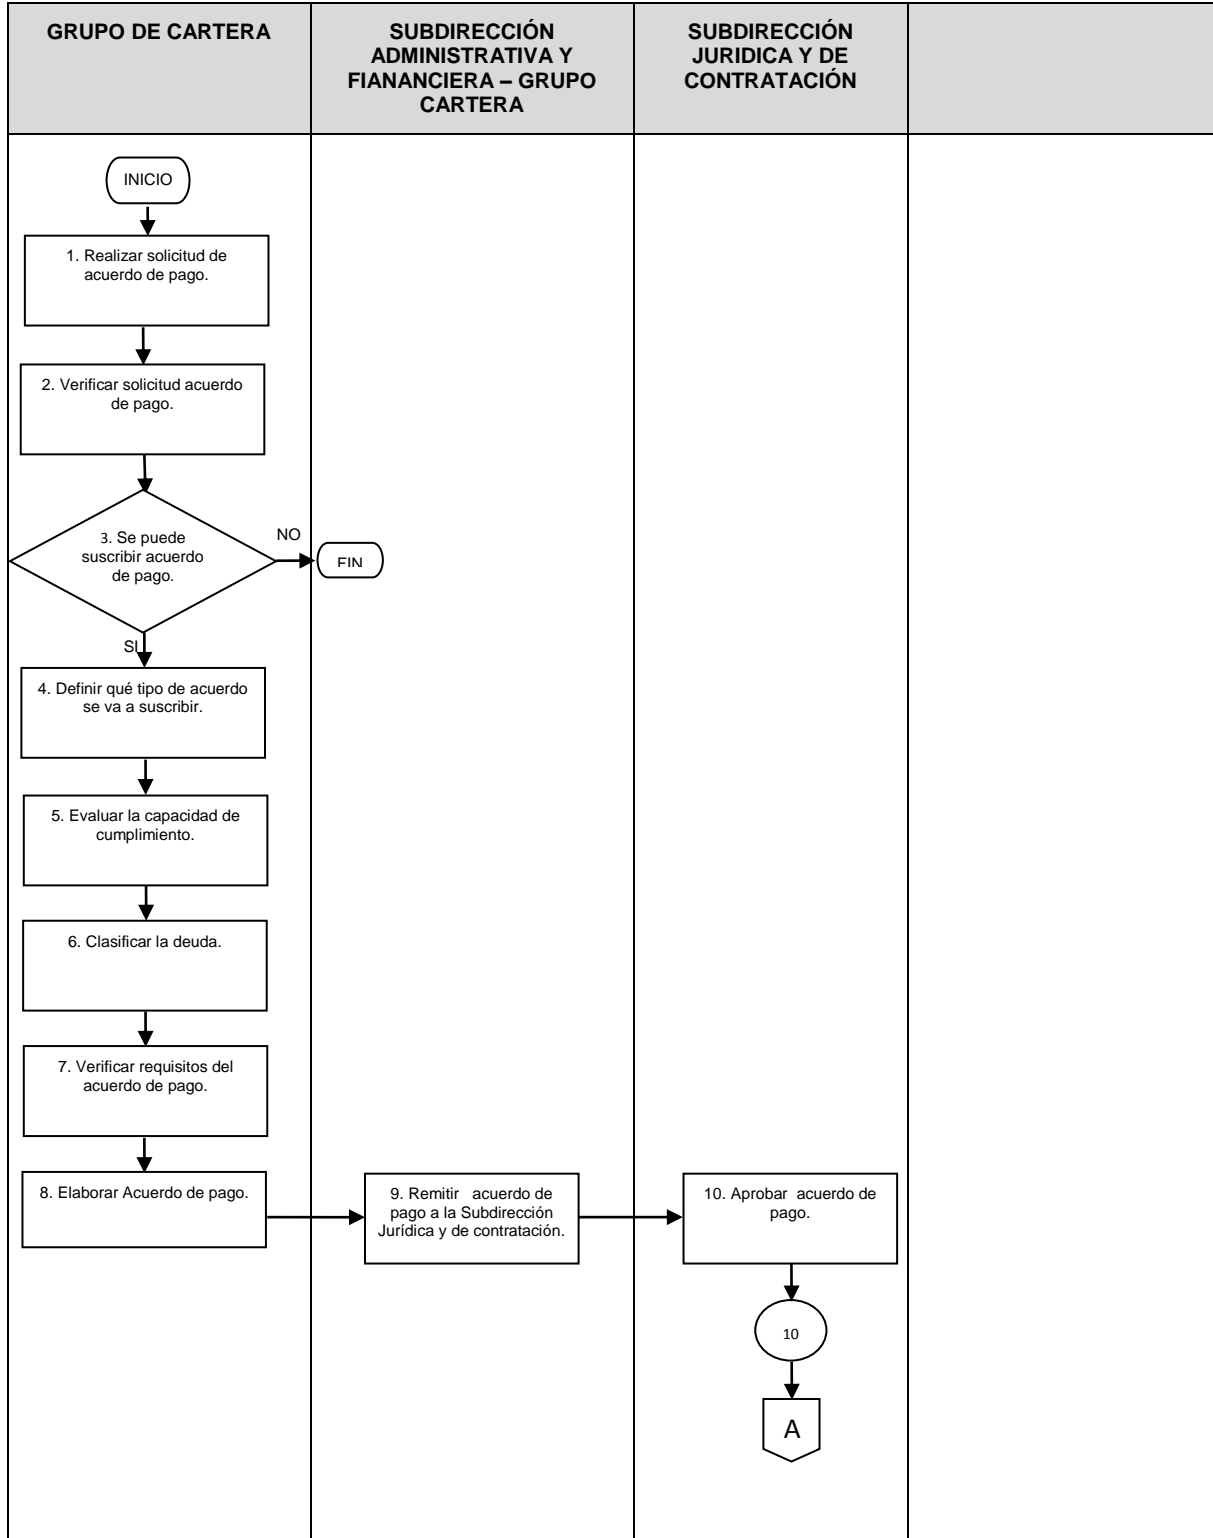 GRUPO DE CARTERA
SUBDIRECCIÓN
ADMINISTRATIVA Y
FIANANCIERA – GRUPO
CARTERA
SUBDIRECCIÓN
JURIDICA Y DE
CONTRATACIÓN
INICIO
1. Realizar solicitud de
acuerdo de pago.
2. Verificar solicitud acuerdo
de pago.
3. Se puede
suscribir acuerdo
de pago.
NO
FIN
SI
4. Definir qué tipo de acuerdo
se va a suscribir.
5. Evaluar la capacidad de
cumplimiento.
6. Clasificar la deuda.
7. Verificar requisitos del
acuerdo de pago.
8. Elaborar Acuerdo de pago.
9. Remitir acuerdo de
pago a la Subdirección
Jurídica y de contratación.
10. Aprobar acuerdo de
pago.
10
A